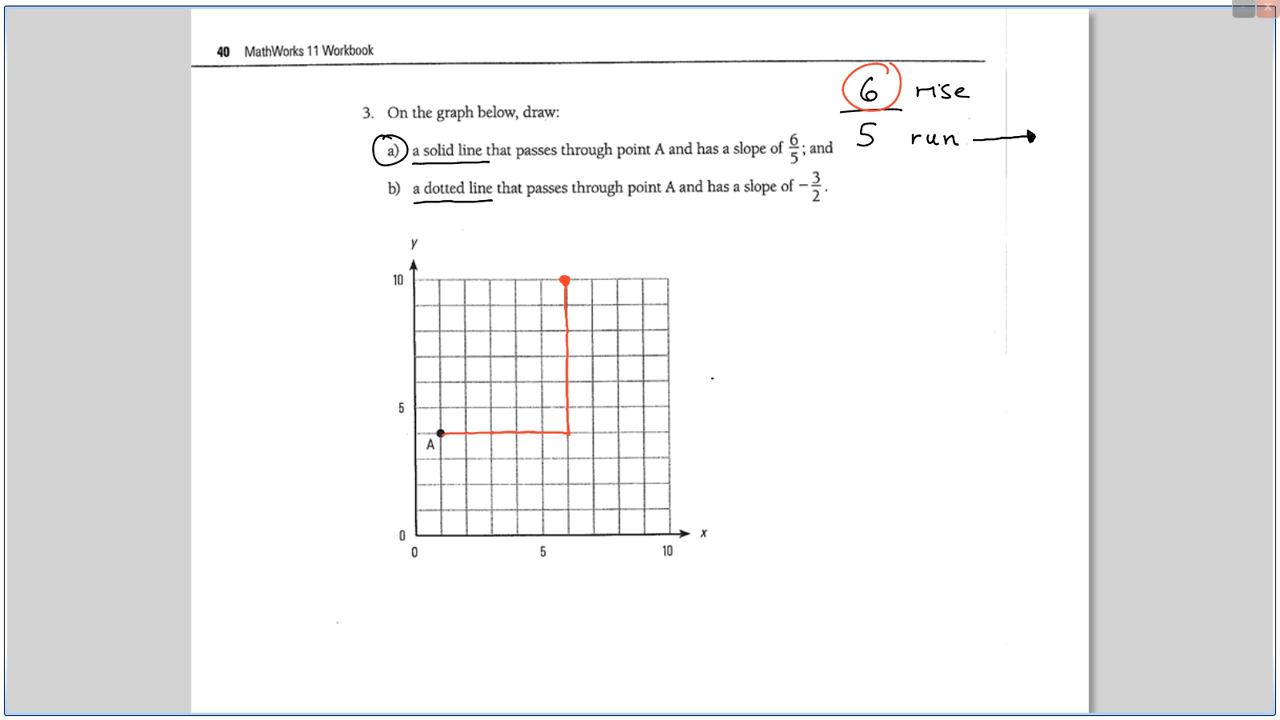 40 MathWorks 11 Workbook
6 rise
5 run
3. On the graph below, draw:
a) a solid line that passes through point A and has a slope of 6/5; and
b) a dotted line that passes through point A and has a slope of −3/2.
y
10
5
A
0
x
0 5 10